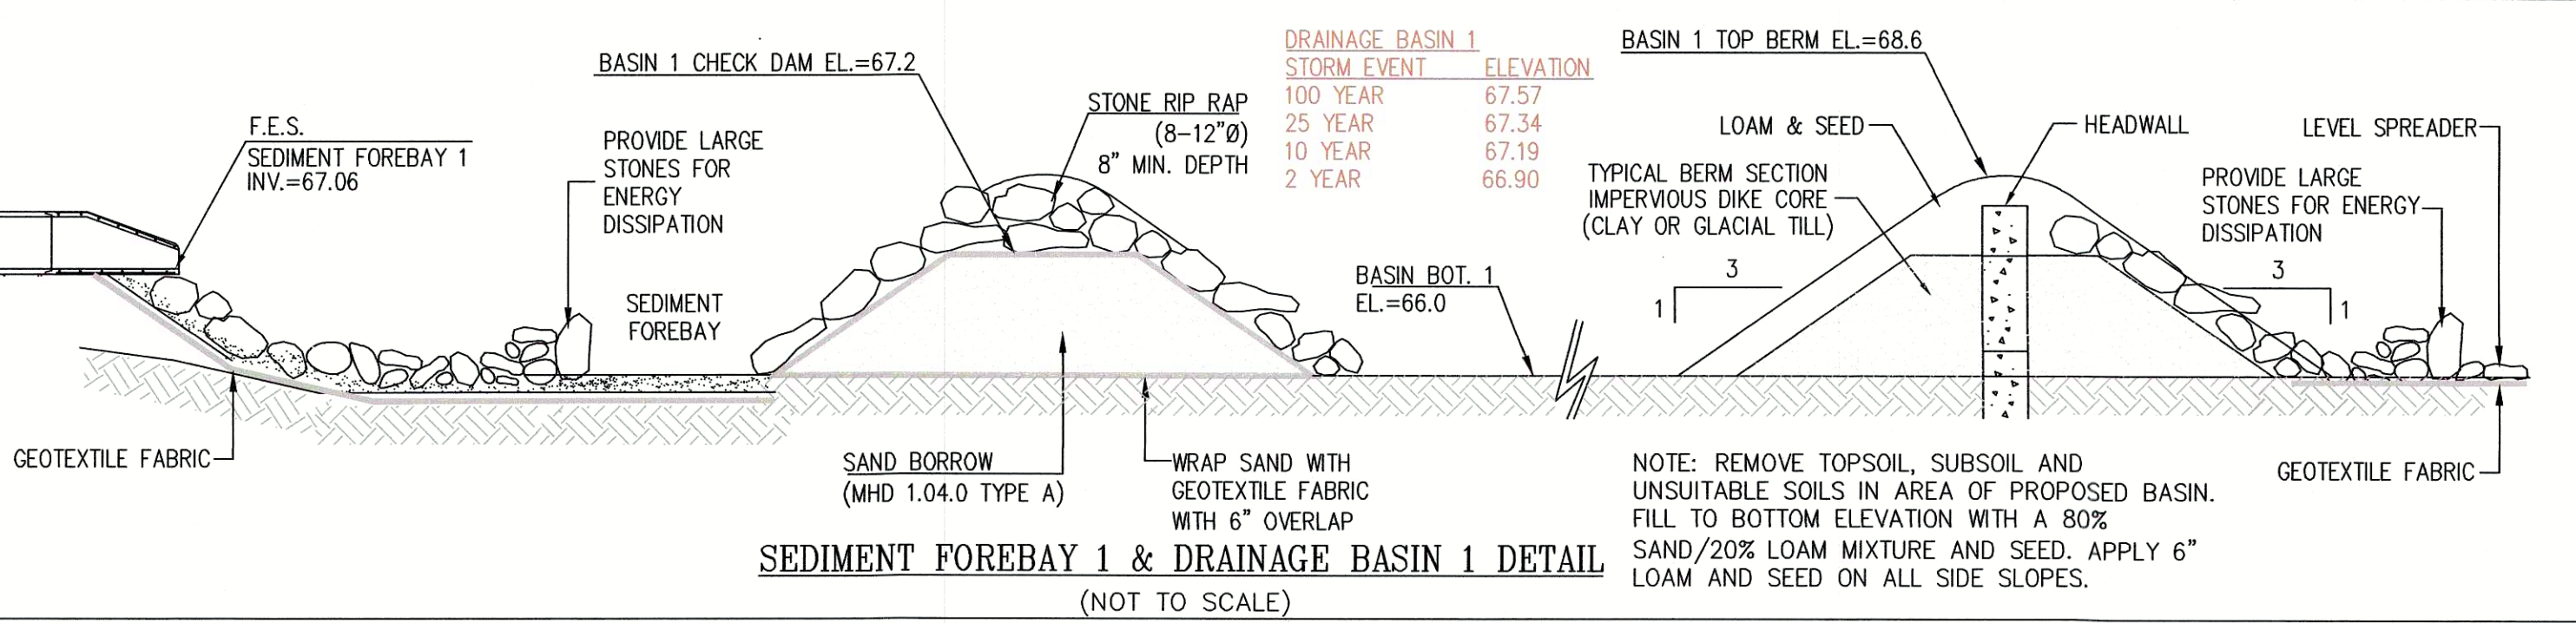 BASIN 1 CHECK DAM EL.=67.2
F.E.S.
SEDIMENT FOREBAY 1
INV.=67.06
PROVIDE LARGE
STONES FOR
ENERGY
DISSIPATION
SEDIMENT
FOREBAY
STONE RIP RAP
(8-12"Ø)
8" MIN. DEPTH
DRAINAGE BASIN 1
STORM EVENT ELEVATION
100 YEAR 67.57
25 YEAR 67.34
10 YEAR 67.19
2 YEAR 66.90
BASIN 1 TOP BERM EL.=68.6
LOAM & SEED
HEADWALL
LEVEL SPREADER
TYPICAL BERM SECTION
IMPERVIOUS DIKE CORE
(CLAY OR GLACIAL TILL)
PROVIDE LARGE
STONES FOR ENERGY
DISSIPATION
BASIN BOT. 1
EL.=66.0
3
1
3
1
GEOTEXTILE FABRIC
SAND BORROW
(MHD 1.04.0 TYPE A)
WRAP SAND WITH
GEOTEXTILE FABRIC
WITH 6" OVERLAP
NOTE: REMOVE TOPSOIL, SUBSOIL AND
UNSUITABLE SOILS IN AREA OF PROPOSED BASIN.
FILL TO BOTTOM ELEVATION WITH A 80%
SAND/20% LOAM MIXTURE AND SEED. APPLY 6"
LOAM AND SEED ON ALL SIDE SLOPES.
GEOTEXTILE FABRIC
SEDIMENT FOREBAY 1 & DRAINAGE BASIN 1 DETAIL
(NOT TO SCALE)